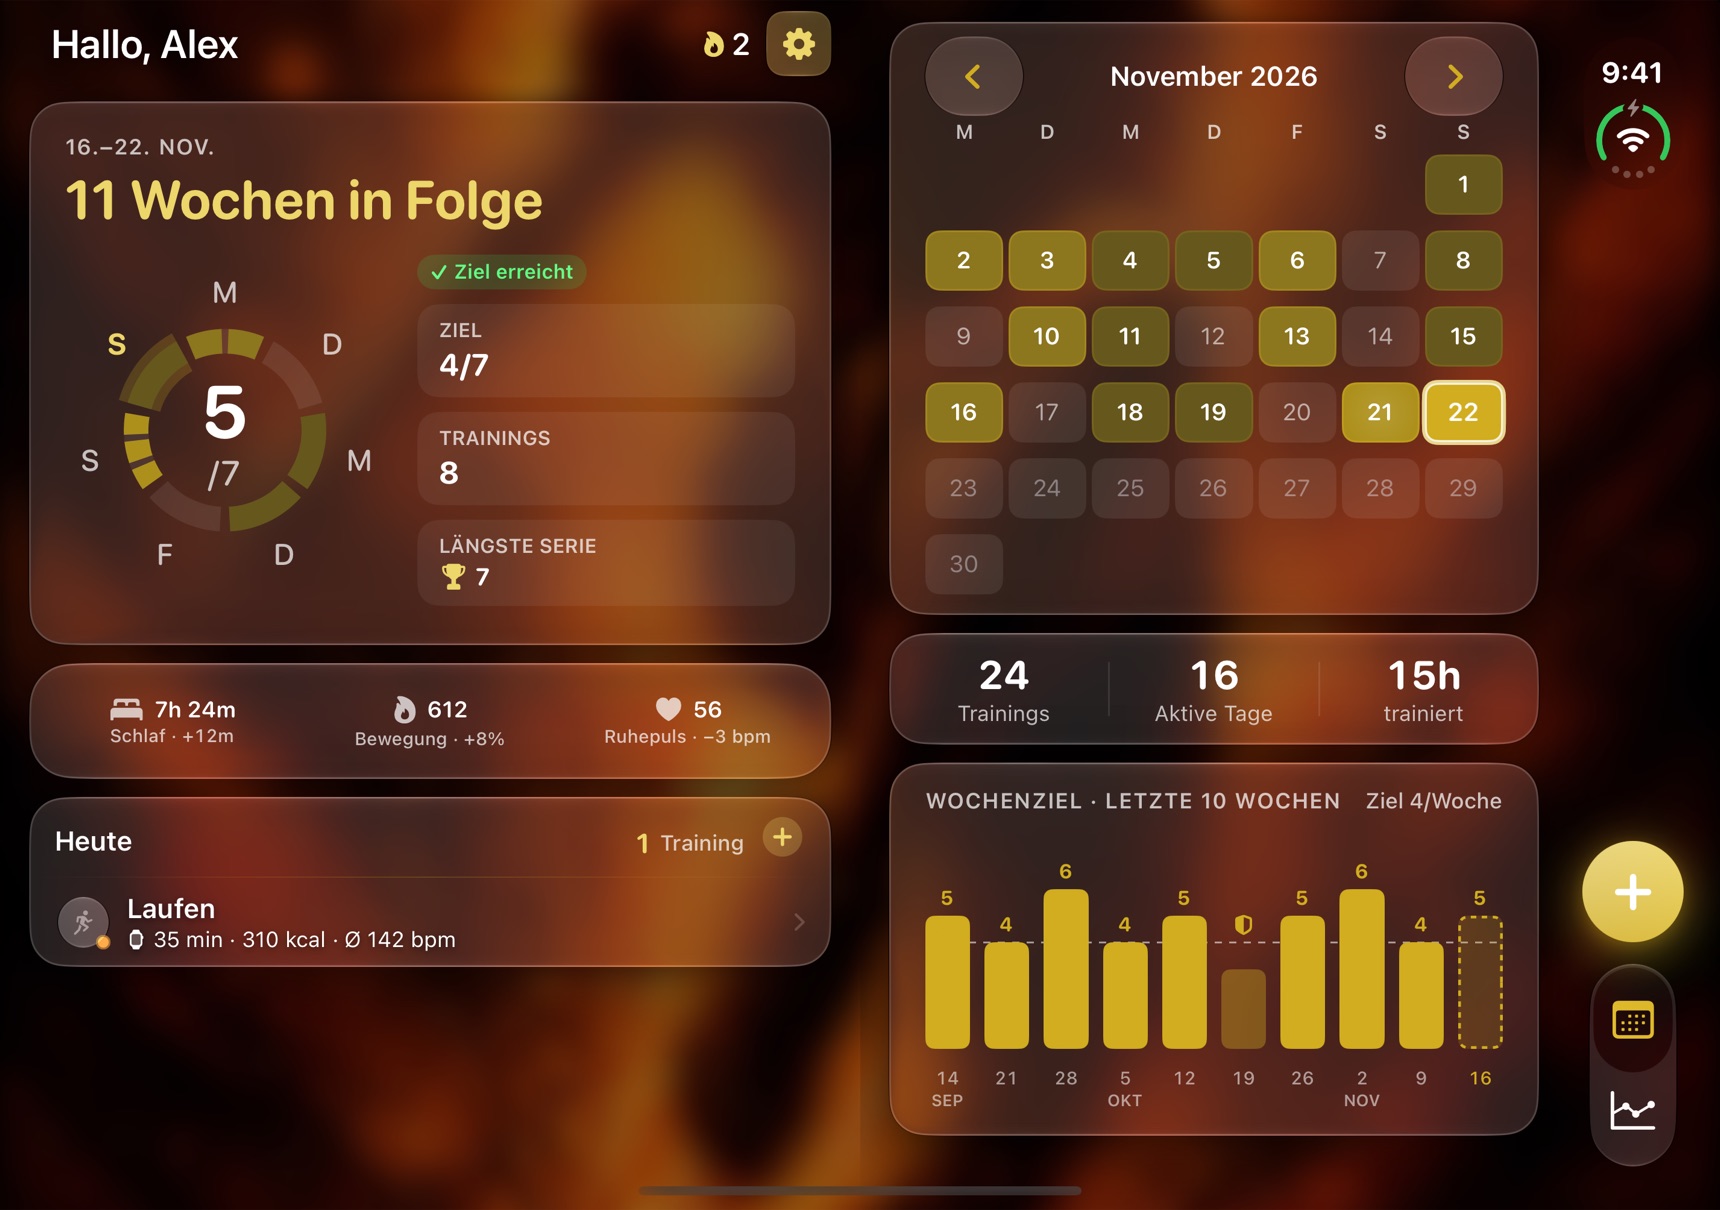 Hallo, Alex
2
16.–22. NOV.
11 Wochen in Folge
M
D
M
D
F
S
S
5
/7
✓ Ziel erreicht
ZIEL
4/7
TRAININGS
8
LÄNGSTE SERIE
7
7h 24m
Schlaf · +12m
612
Bewegung · +8%
56
Ruhepuls · −3 bpm
Heute
1 Training
Laufen
35 min · 310 kcal · Ø 142 bpm
November 2026
M D M D F S S
1
2 3 4 5 6 7 8
9 10 11 12 13 14 15
16 17 18 19 20 21 22
23 24 25 26 27 28 29
30
24
Trainings
16
Aktive Tage
15h
trainiert
WOCHENZIEL · LETZTE 10 WOCHEN Ziel 4/Woche
5 4 6 4 5 5 6 4 5
14 21 28 5 12 19 26 2 9 16
SEP OKT NOV
9:41